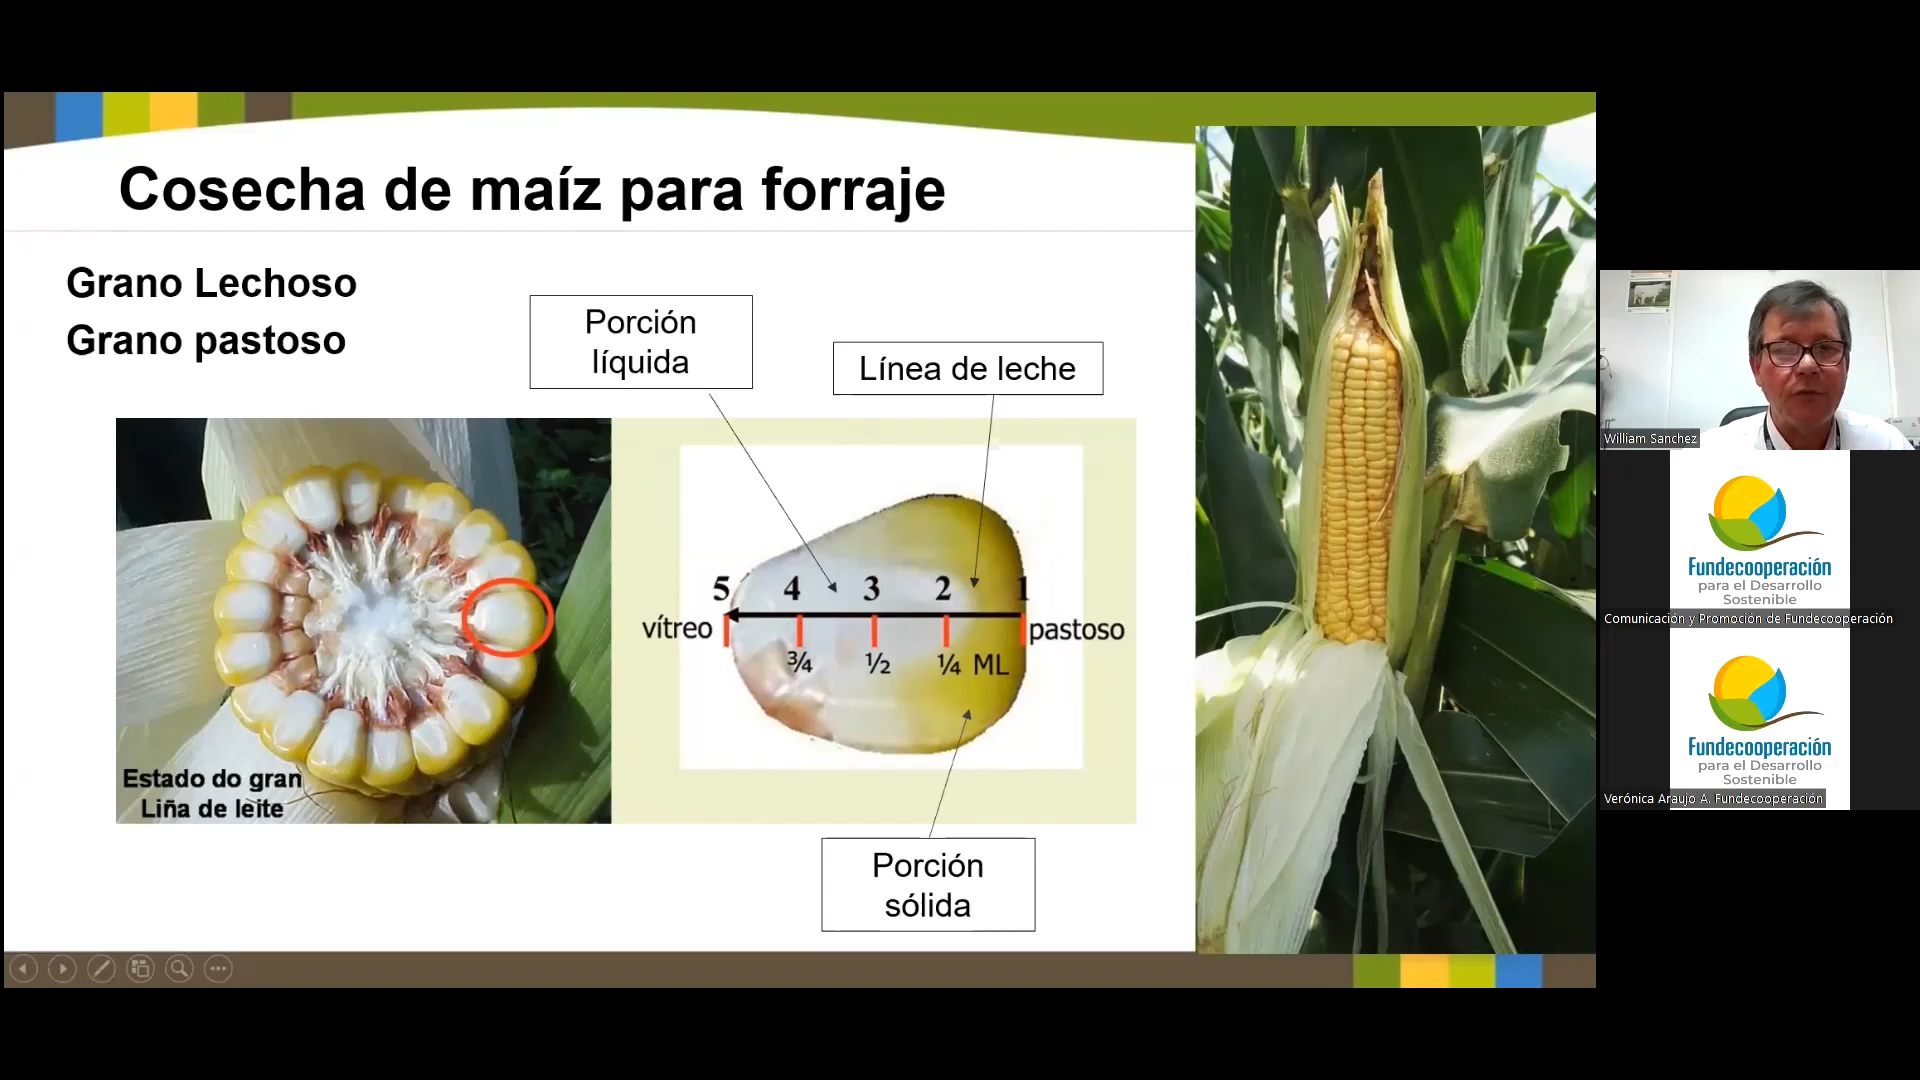 Cosecha de maíz para forraje
Grano Lechoso
Grano pastoso
Porción
líquida
Línea de leche
5 4 3 2 1
vítreo
pastoso
¾ ½ ¼ ML
Estado do gran
Liña de leite
Porción
sólida
William Sanchez
Fundecooperación
para el Desarrollo
Sostenible
Comunicación y Promoción de Fundecooperación
Fundecooperación
para el Desarrollo
Sostenible
Verónica Araujo A. Fundecooperación